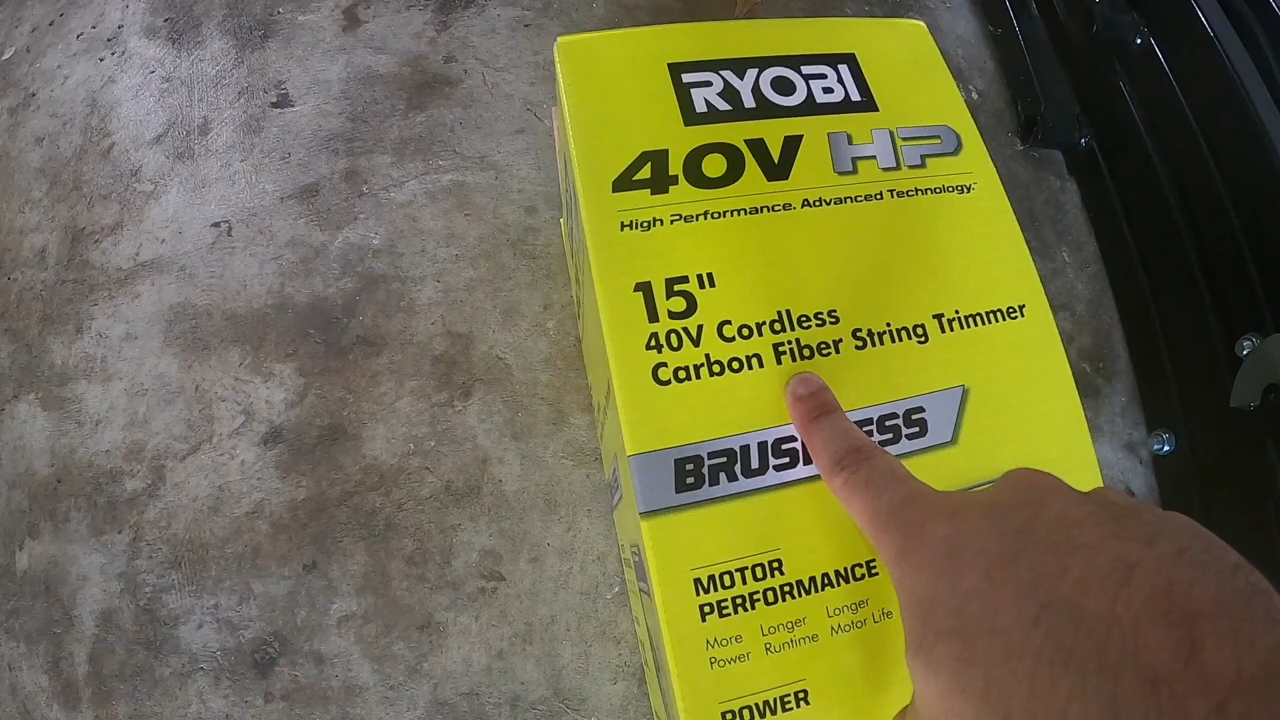 RYOBI
40V HP
High Performance. Advanced Technology.™
15"
40V Cordless
Carbon Fiber String Trimmer
MOTOR
PERFORMANCE
More Longer Longer
Power Runtime Motor Life
POWER